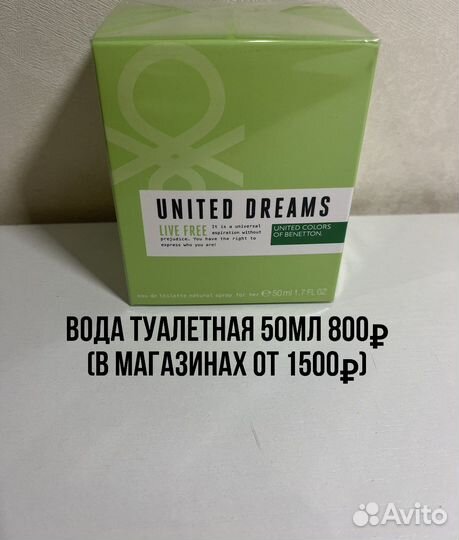 UNITED DREAMS
LIVE FREE
It is a universal
aspiration without
prejudice. You have the right to
express who you are!
UNITED COLORS
OF BENETTON.
eau de toilette natural spray for her ℮ 50ml 1.7 FL OZ
ВОДА ТУАЛЕТНАЯ 50МЛ 800₽
(В МАГАЗИНАХ ОТ 1500₽)
Avito